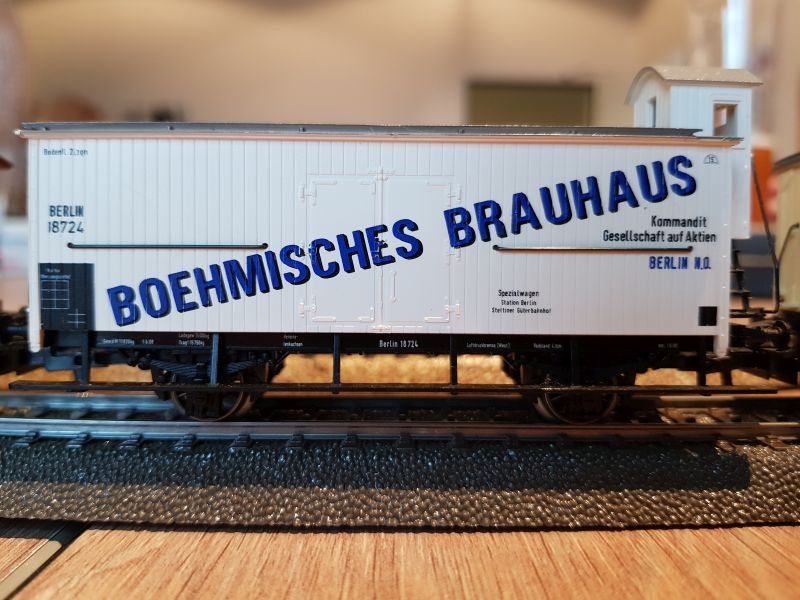 BERLIN
18724
BOEHMISCHES BRAUHAUS
Kommandit
Gesellschaft auf Aktien
BERLIN N.O.
Spezialwagen
Station Berlin
Stettiner Güterbahnhof
Berlin 18724